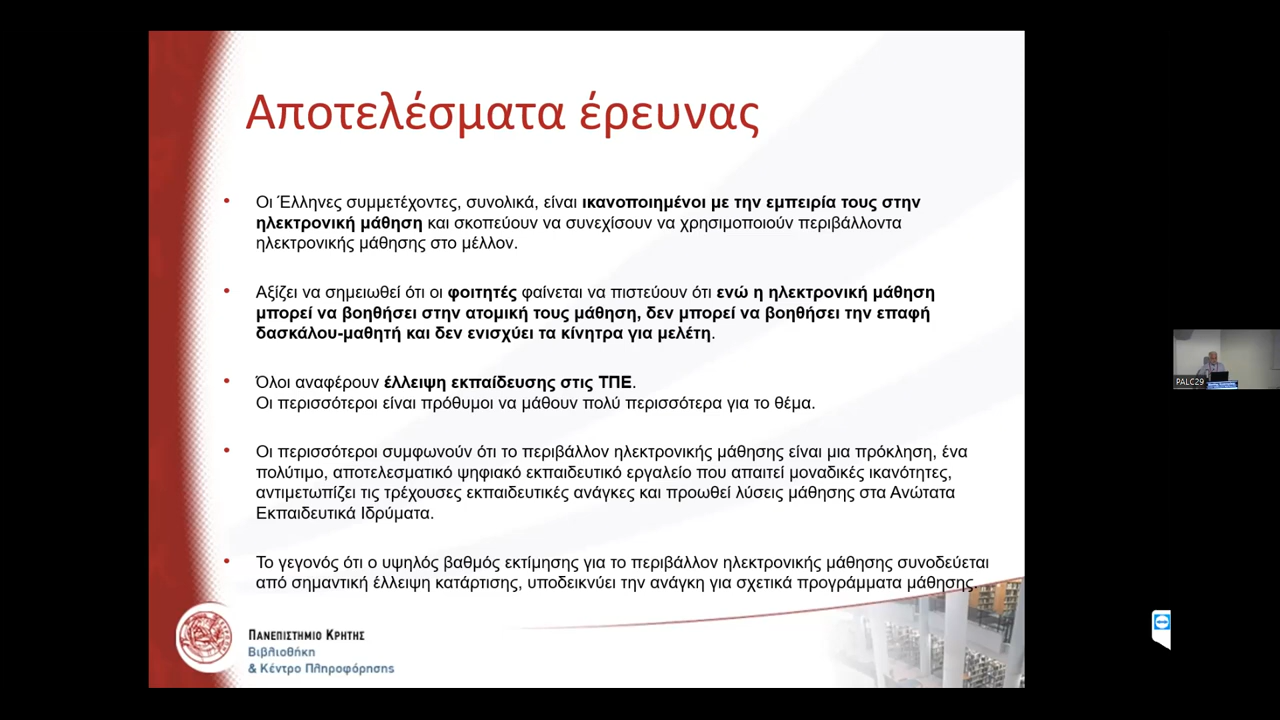 Αποτελέσματα έρευνας
• Οι Έλληνες συμμετέχοντες, συνολικά, είναι ικανοποιημένοι με την εμπειρία τους στην
ηλεκτρονική μάθηση και σκοπεύουν να συνεχίσουν να χρησιμοποιούν περιβάλλοντα
ηλεκτρονικής μάθησης στο μέλλον.
• Αξίζει να σημειωθεί ότι οι φοιτητές φαίνεται να πιστεύουν ότι ενώ η ηλεκτρονική μάθηση
μπορεί να βοηθήσει στην ατομική τους μάθηση, δεν μπορεί να βοηθήσει την επαφή
δασκάλου-μαθητή και δεν ενισχύει τα κίνητρα για μελέτη.
• Όλοι αναφέρουν έλλειψη εκπαίδευσης στις ΤΠΕ.
Οι περισσότεροι είναι πρόθυμοι να μάθουν πολύ περισσότερα για το θέμα.
• Οι περισσότεροι συμφωνούν ότι το περιβάλλον ηλεκτρονικής μάθησης είναι μια πρόκληση, ένα
πολύτιμο, αποτελεσματικό ψηφιακό εκπαιδευτικό εργαλείο που απαιτεί μοναδικές ικανότητες,
αντιμετωπίζει τις τρέχουσες εκπαιδευτικές ανάγκες και προωθεί λύσεις μάθησης στα Ανώτατα
Εκπαιδευτικά Ιδρύματα.
• Το γεγονός ότι ο υψηλός βαθμός εκτίμησης για το περιβάλλον ηλεκτρονικής μάθησης συνοδεύεται
από σημαντική έλλειψη κατάρτισης, υποδεικνύει την ανάγκη για σχετικά προγράμματα μάθησης.
ΠΑΝΕΠΙΣΤΗΜΙΟ ΚΡΗΤΗΣ
Βιβλιοθήκη
& Κέντρο Πληροφόρησης
PALC29